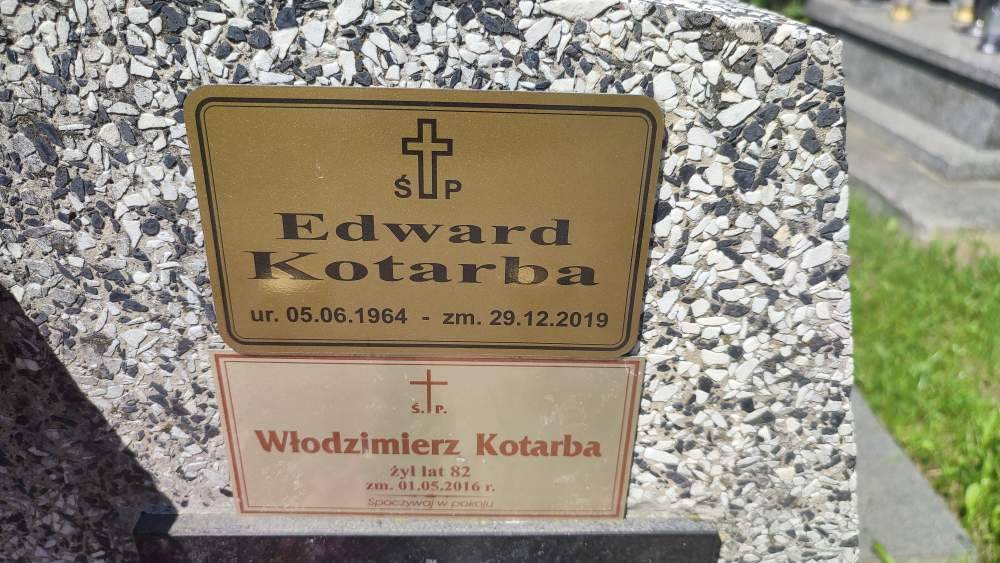 Ś P
Edward
Kotarba
ur. 05.06.1964 - zm. 29.12.2019
Ś. P.
Włodzimierz Kotarba
żył lat 82
zm. 01.05.2016 r.
Spoczywaj w pokoju